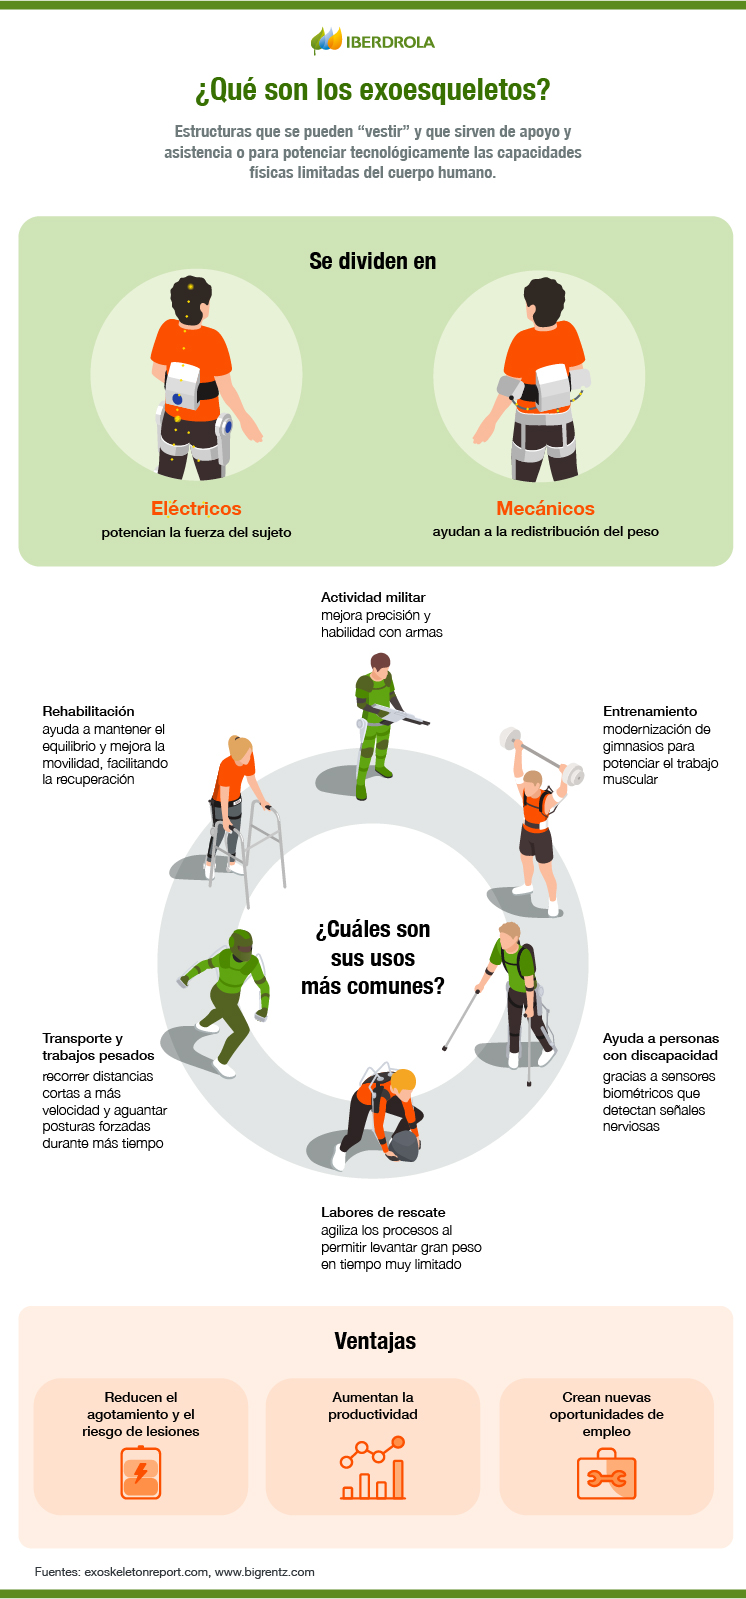 IBERDROLA
¿Qué son los exoesqueletos?
Estructuras que se pueden “vestir” y que sirven de apoyo y
asistencia o para potenciar tecnológicamente las capacidades
físicas limitadas del cuerpo humano.
Se dividen en
Eléctricos
potencian la fuerza del sujeto
Mecánicos
ayudan a la redistribución del peso
Actividad militar
mejora precisión y
habilidad con armas
Rehabilitación
ayuda a mantener el
equilibrio y mejora la
movilidad, facilitando
la recuperación
Entrenamiento
modernización de
gimnasios para
potenciar el trabajo
muscular
¿Cuáles son
sus usos
más comunes?
Transporte y
trabajos pesados
recorrer distancias
cortas a más
velocidad y aguantar
posturas forzadas
durante más tiempo
Ayuda a personas
con discapacidad
gracias a sensores
biométricos que
detectan señales
nerviosas
Labores de rescate
agiliza los procesos al
permitir levantar gran peso
en tiempo muy limitado
Ventajas
Reducen el
agotamiento y el
riesgo de lesiones
Aumentan la
productividad
Crean nuevas
oportunidades de
empleo
Fuentes: exoskeletonreport.com, www.bigrentz.com